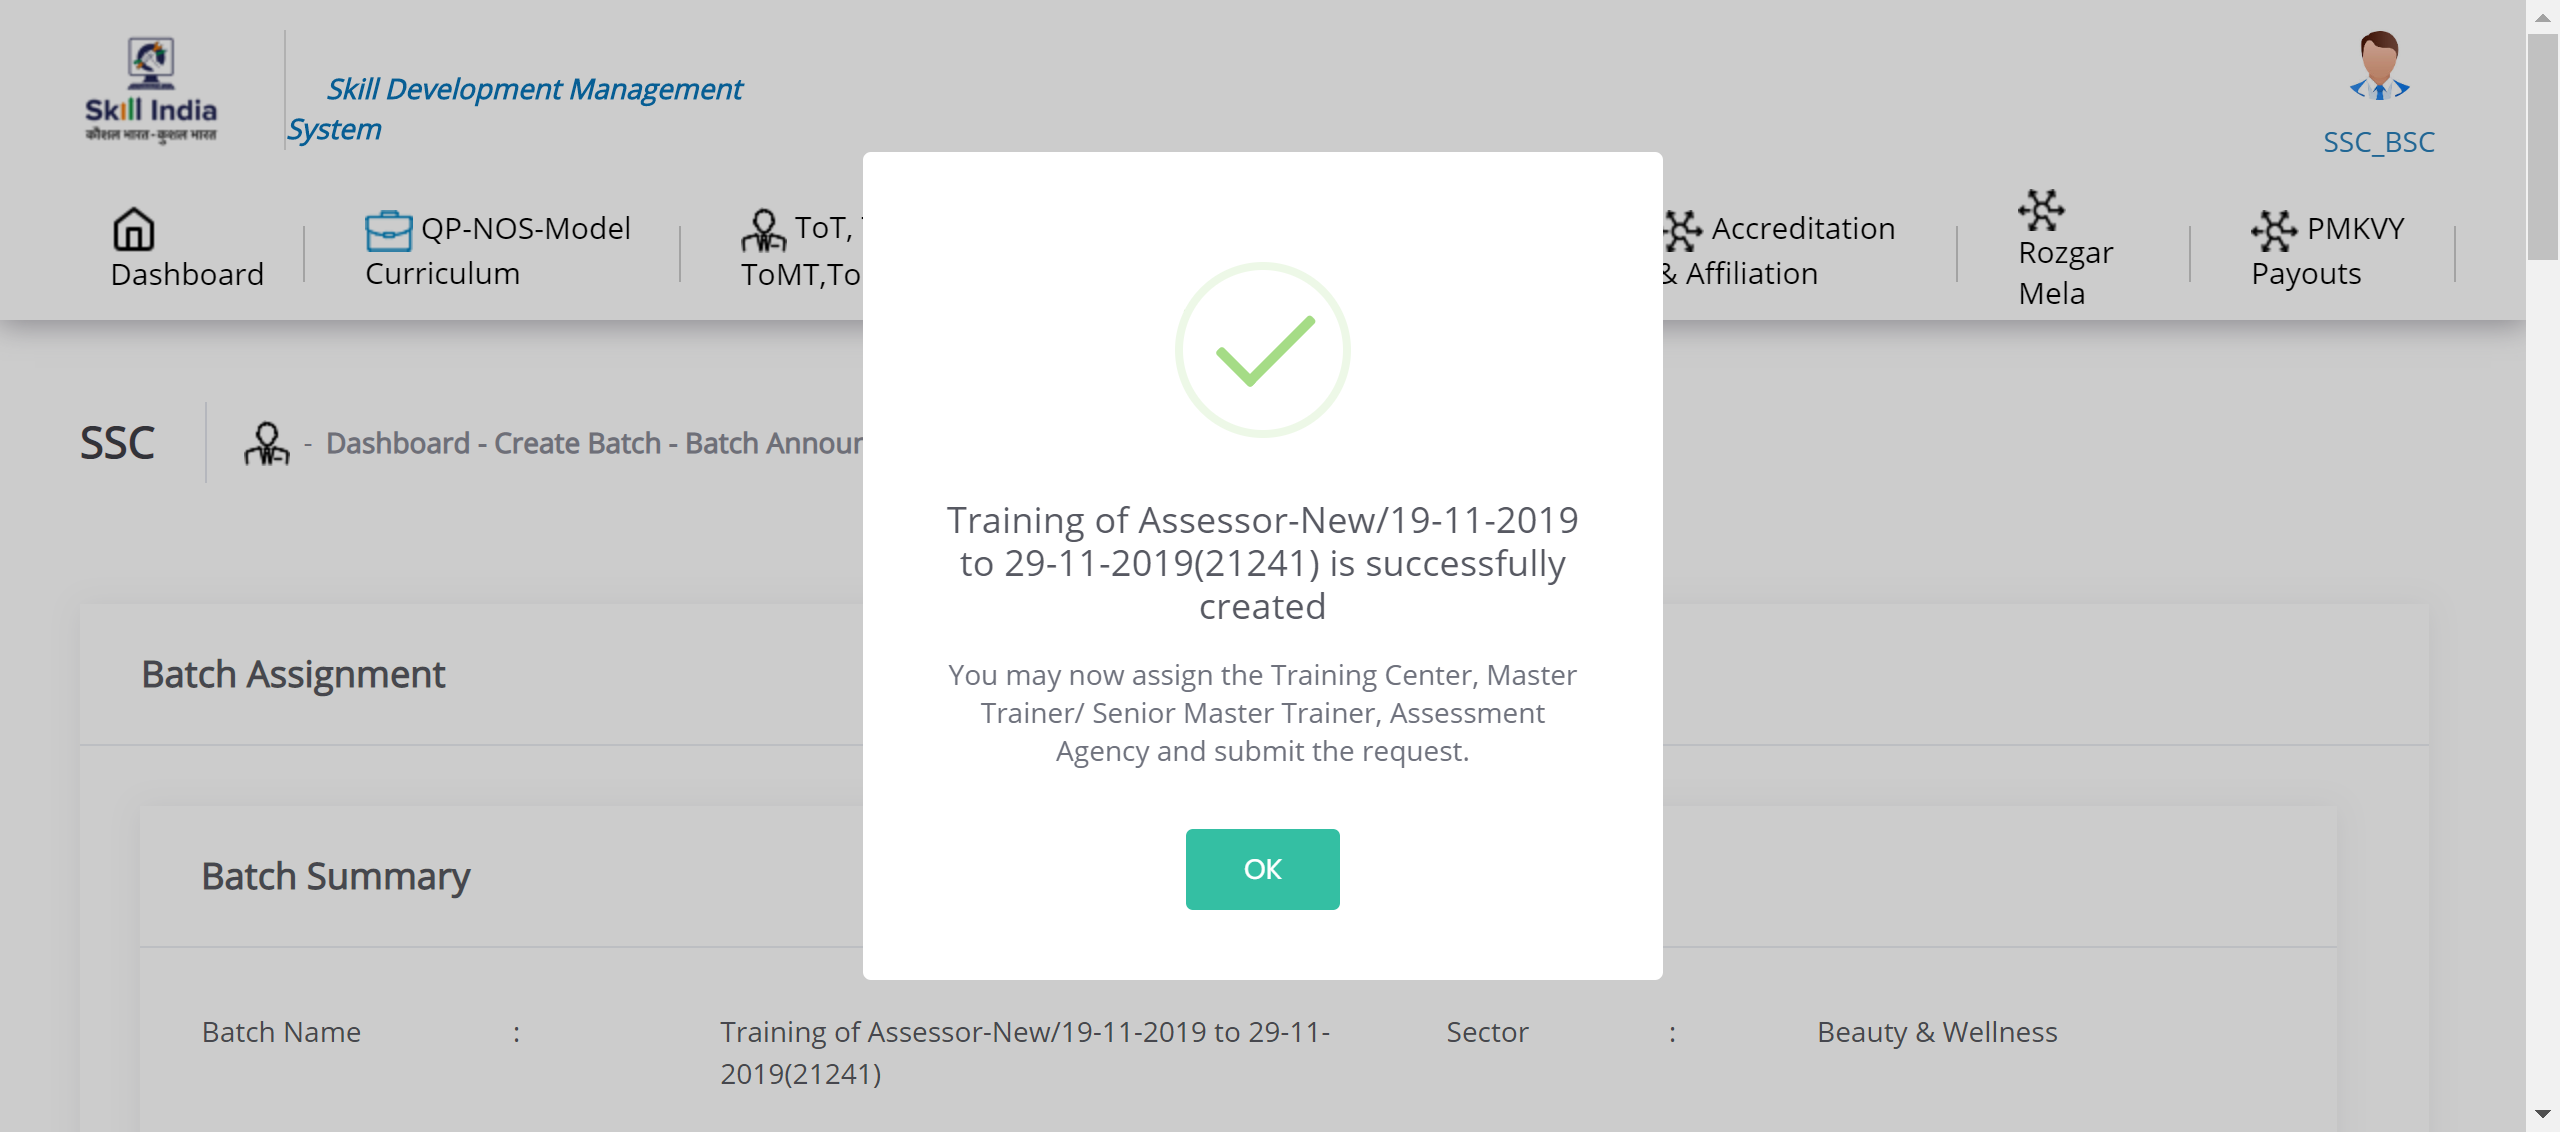 Skill India
कौशल भारत-कुशल भारत
Skill Development Management
System
SSC_BSC
Dashboard
QP-NOS-Model
Curriculum
ToT,
ToMT,To
Accreditation
& Affiliation
Rozgar
Mela
PMKVY
Payouts
SSC
- Dashboard - Create Batch - Batch Announ
Training of Assessor-New/19-11-2019
to 29-11-2019(21241) is successfully
created
You may now assign the Training Center, Master
Trainer/ Senior Master Trainer, Assessment
Agency and submit the request.
OK
Batch Assignment
Batch Summary
Batch Name : Training of Assessor-New/19-11-2019 to 29-11-
2019(21241)
Sector : Beauty & Wellness